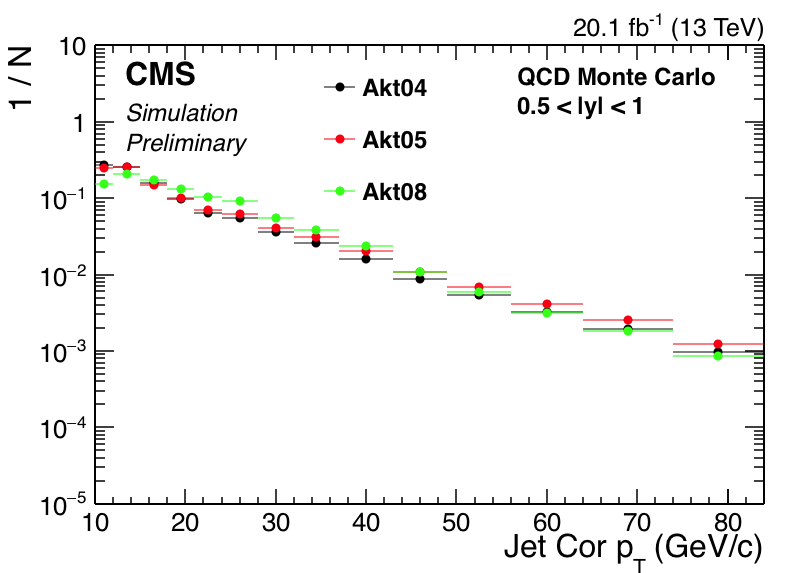 20.1 fb⁻¹ (13 TeV)
1 / N
CMS
Simulation
Preliminary
Akt04
Akt05
Akt08
QCD Monte Carlo
0.5 < |y| < 1
10
1
10⁻¹
10⁻²
10⁻³
10⁻⁴
10⁻⁵
10 20 30 40 50 60 70 80
Jet Cor p_T (GeV/c)